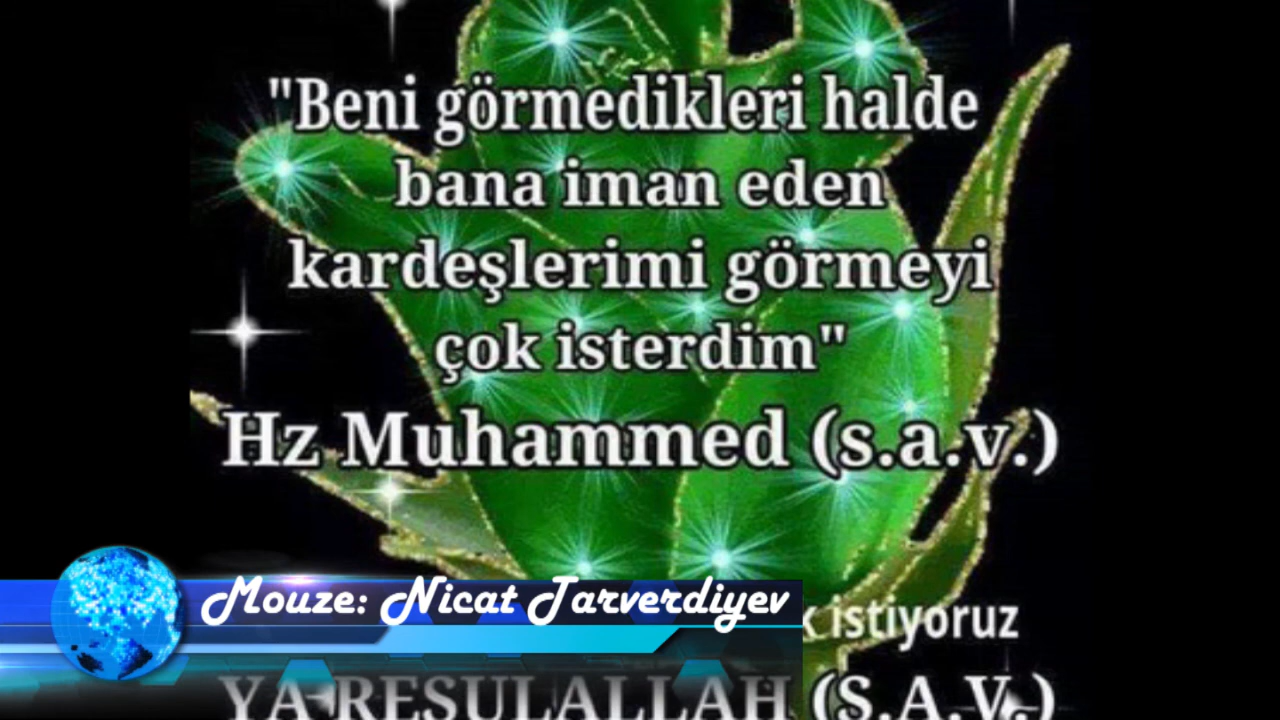 "Beni görmedikleri halde
bana iman eden
kardeşlerimi görmeyi
çok isterdim"
Hz Muhammed (s.a.v.)
Mouze: Nicat Tarverdiyev
istiyoruz
YA RESULALLAH (S.A.V.)